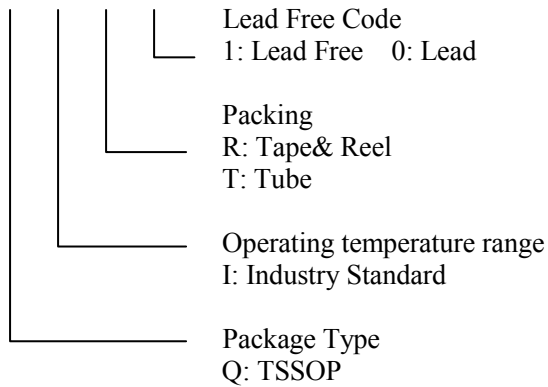 Lead Free Code
1: Lead Free 0: Lead
Packing
R: Tape& Reel
T: Tube
Operating temperature range
I: Industry Standard
Package Type
Q: TSSOP